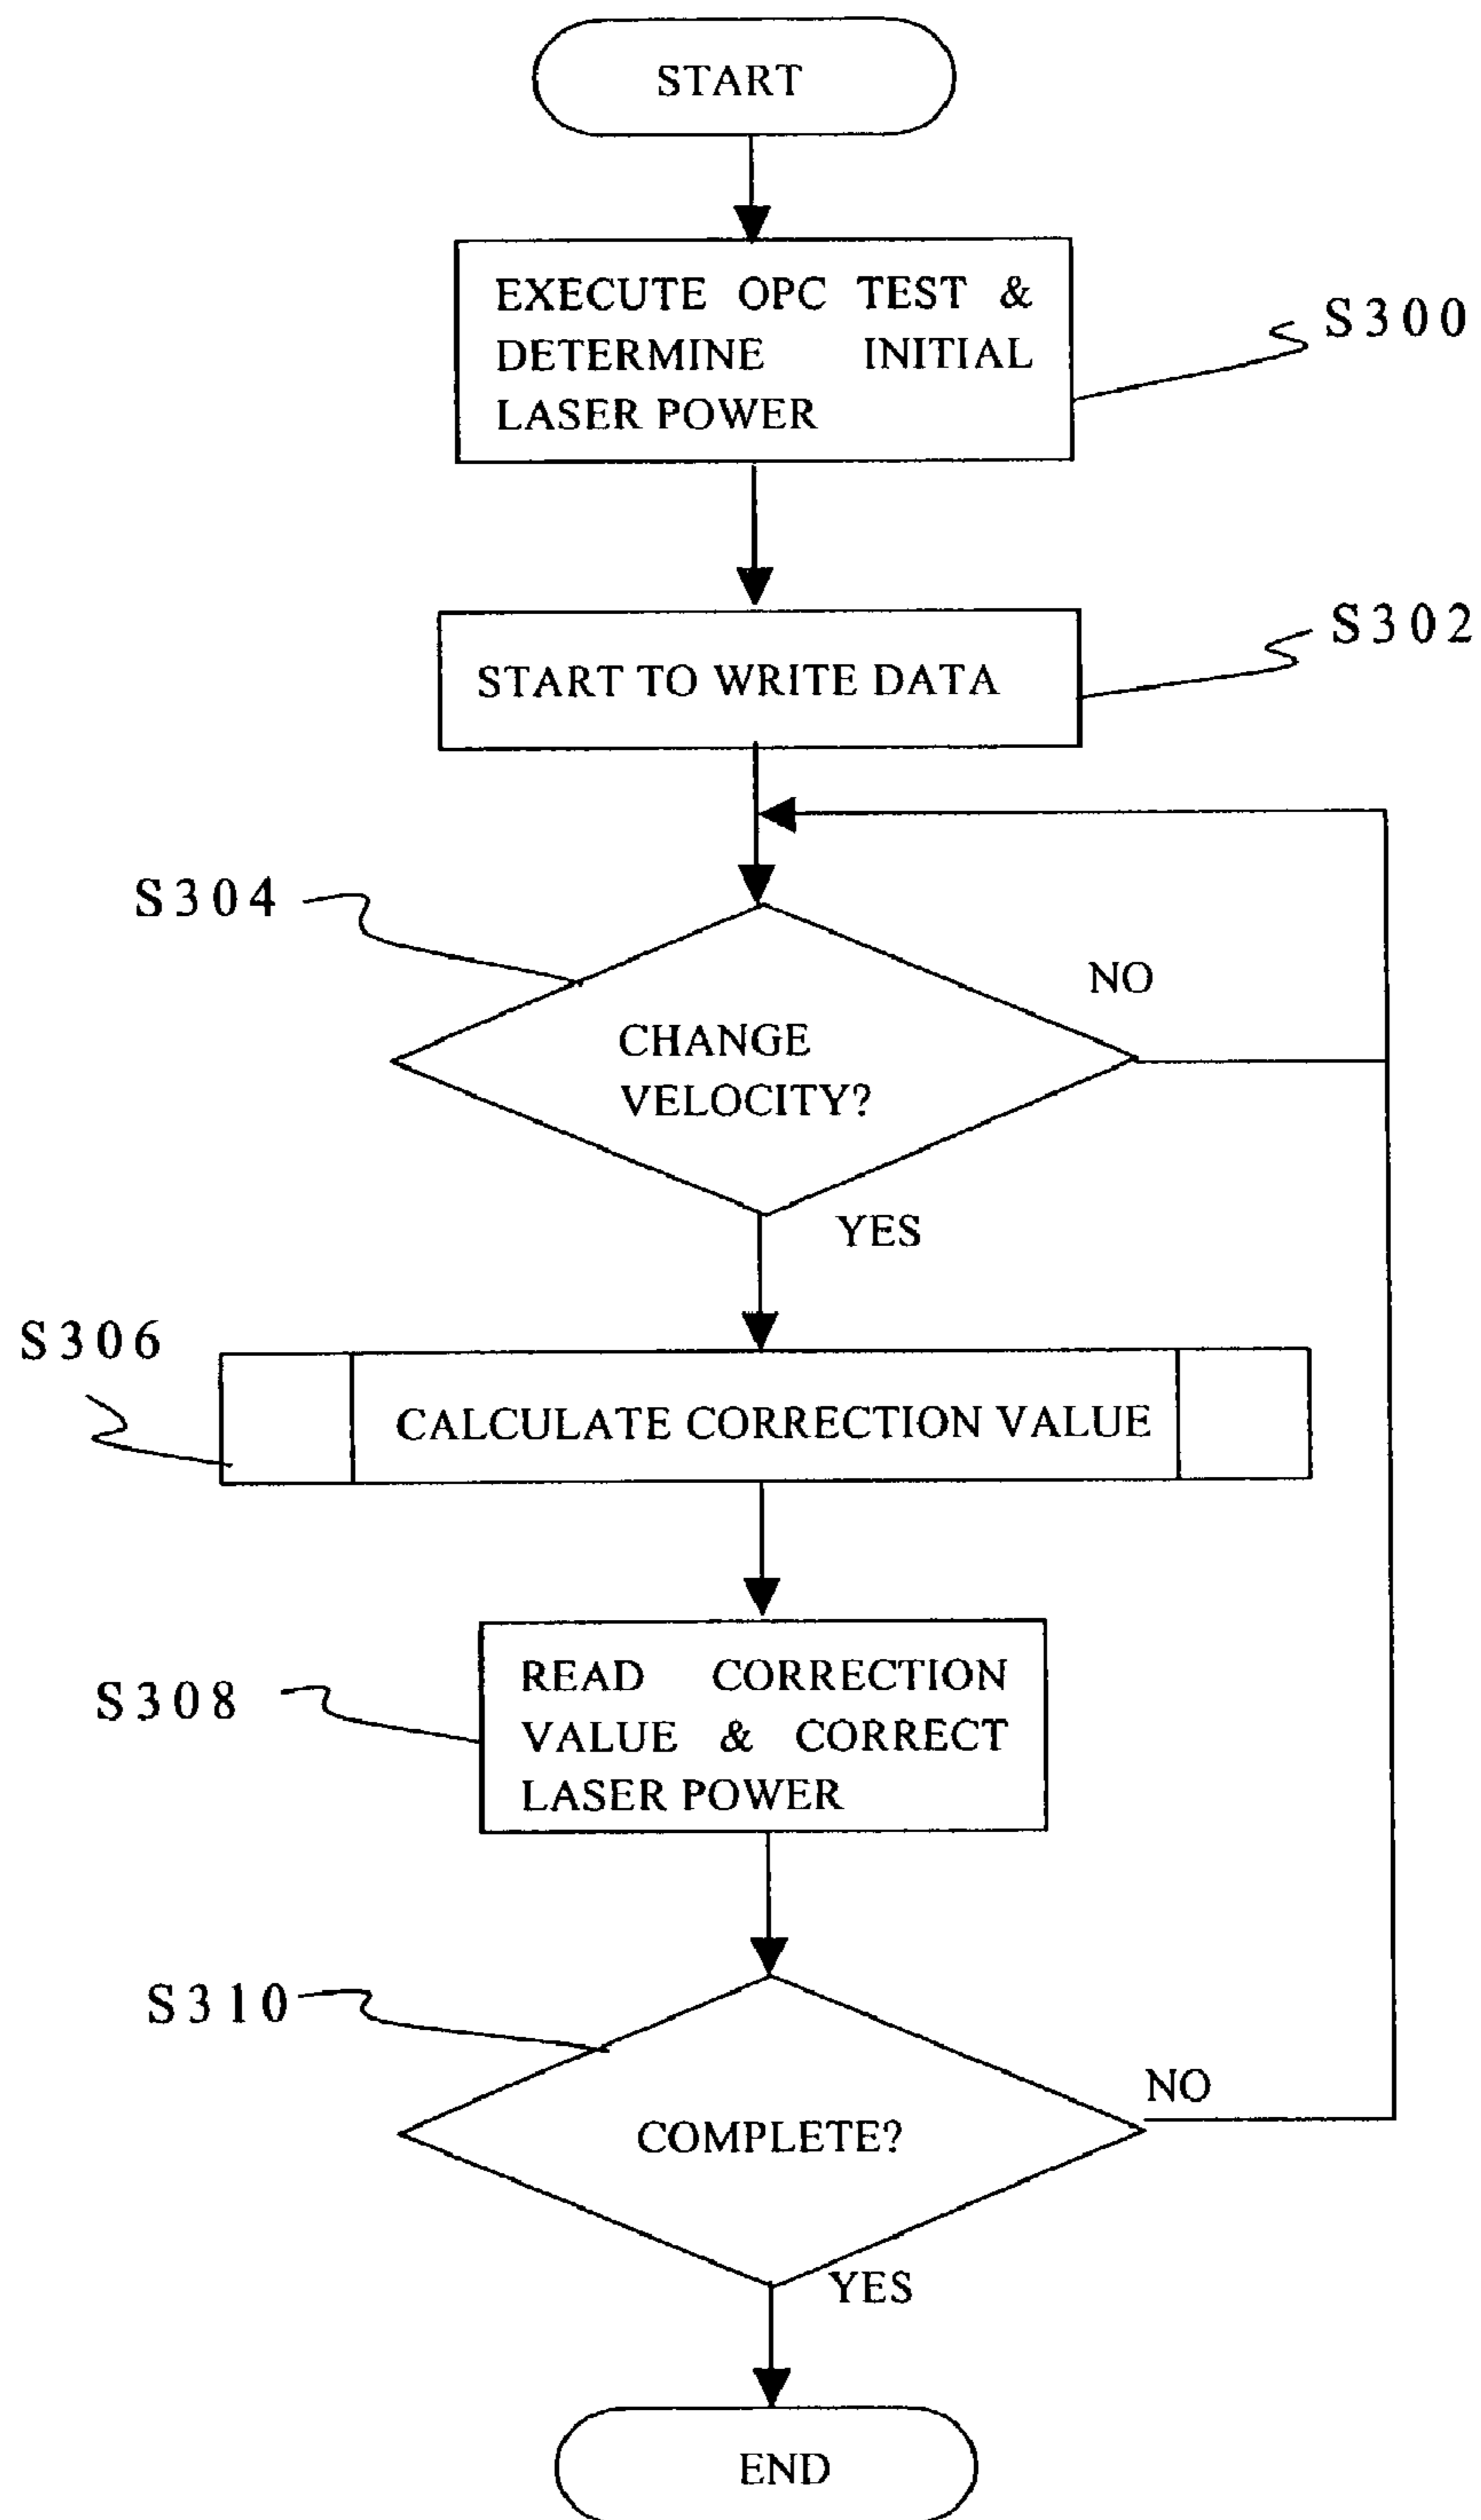 START
EXECUTE OPC TEST &
DETERMINE INITIAL
LASER POWER
S300
START TO WRITE DATA
S302
S304
CHANGE
VELOCITY?
NO
YES
S306
CALCULATE CORRECTION VALUE
READ CORRECTION
VALUE & CORRECT
LASER POWER
S308
S310
COMPLETE?
NO
YES
END